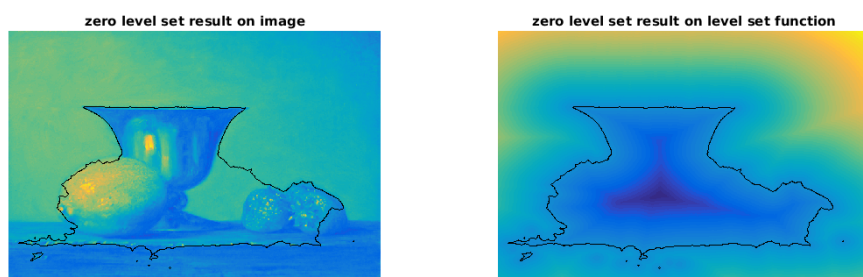 zero level set result on image
zero level set result on level set function